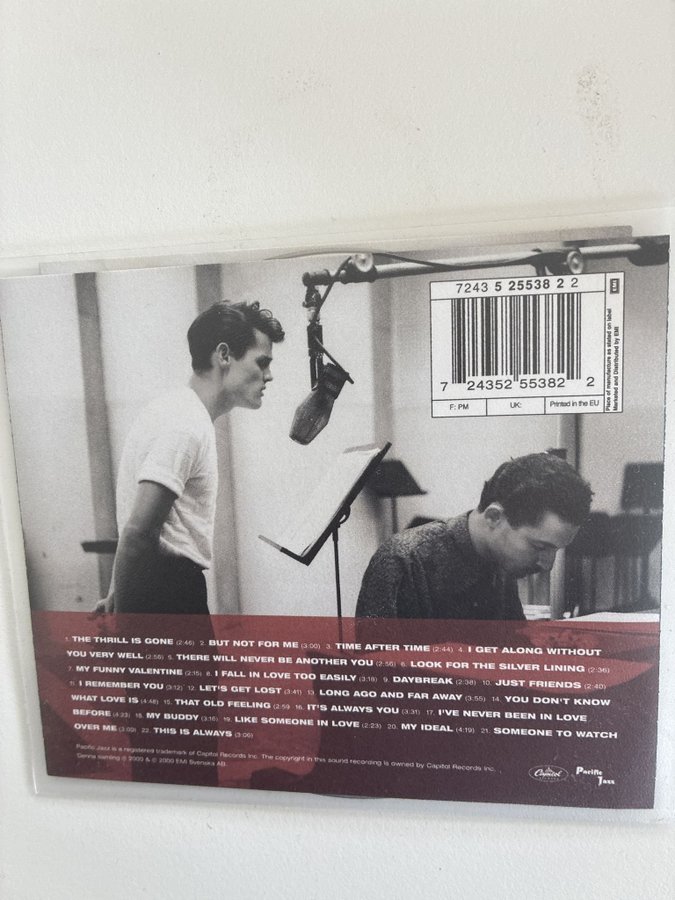 7243 5 25538 2 2
7 24352 55382 2
F: PM
UK:
Printed in the EU
Place of manufacture as stated on label
Marketed and Distributed by EMI
EMI
1. THE THRILL IS GONE (2:46) 2. BUT NOT FOR ME (3:00) 3. TIME AFTER TIME (2:44) 4. I GET ALONG WITHOUT
YOU VERY WELL (2:56) 5. THERE WILL NEVER BE ANOTHER YOU (2:56) 6. LOOK FOR THE SILVER LINING (2:36)
7. MY FUNNY VALENTINE (2:15) 8. I FALL IN LOVE TOO EASILY (3:18) 9. DAYBREAK (2:38) 10. JUST FRIENDS (2:40)
11. I REMEMBER YOU (3:12) 12. LET'S GET LOST (3:41) 13. LONG AGO AND FAR AWAY (3:55) 14. YOU DON'T KNOW
WHAT LOVE IS (4:48) 15. THAT OLD FEELING (2:59 16. IT'S ALWAYS YOU (3:31) 17. I'VE NEVER BEEN IN LOVE
BEFORE (4:23) 18. MY BUDDY (3:16) 19. LIKE SOMEONE IN LOVE (2:23) 20. MY IDEAL (4:19) 21. SOMEONE TO WATCH
OVER ME (3:00) 22. THIS IS ALWAYS (3:06)
Pacific Jazz is a registered trademark of Capitol Records Inc. The copyright in this sound recording is owned by Capitol Records Inc.
Denna samling ℗ 2000 & © 2000 EMI Svenska AB.
Capitol
Pacific
Jazz